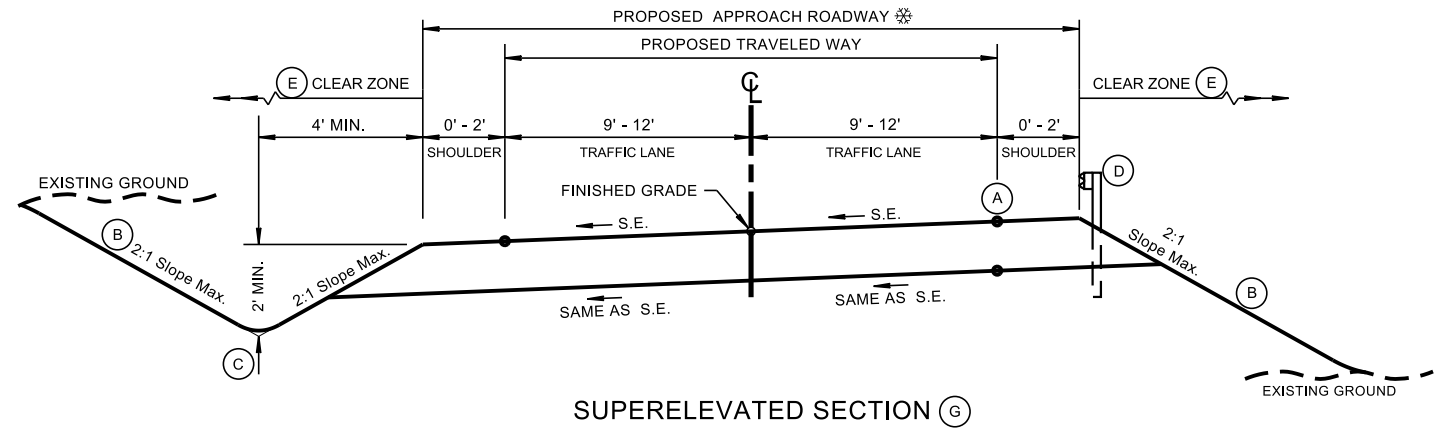 PROPOSED APPROACH ROADWAY ❄
PROPOSED TRAVELED WAY
E CLEAR ZONE
CLEAR ZONE E
℄
4' MIN.
0' - 2'
9' - 12'
9' - 12'
0' - 2'
SHOULDER
TRAFFIC LANE
TRAFFIC LANE
SHOULDER
D
EXISTING GROUND
FINISHED GRADE
A
S.E.
S.E.
B
2:1 Slope Max.
2' MIN.
2:1 Slope Max.
2:1
Slope Max.
B
SAME AS S.E.
SAME AS S.E.
C
EXISTING GROUND
SUPERELEVATED SECTION G